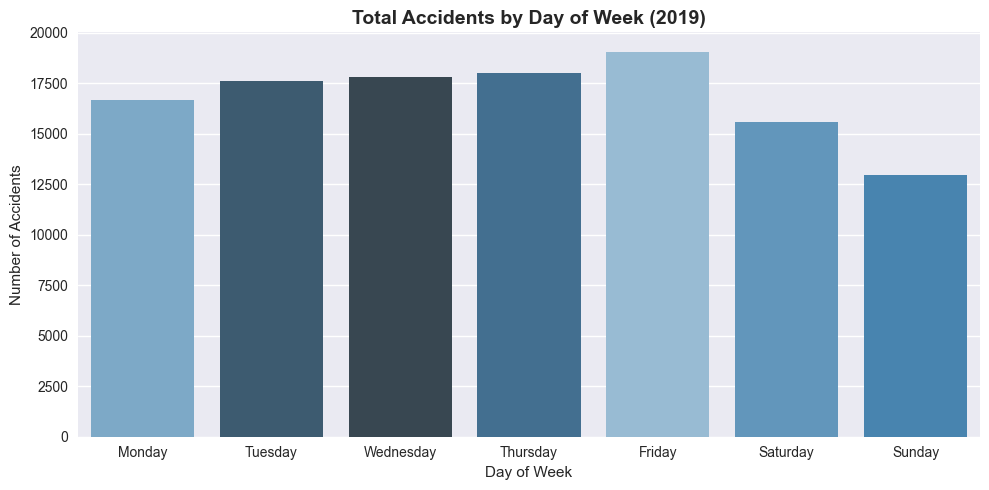 Total Accidents by Day of Week (2019)
Number of Accidents
20000
17500
15000
12500
10000
7500
5000
2500
0
Monday Tuesday Wednesday Thursday Friday Saturday Sunday
Day of Week